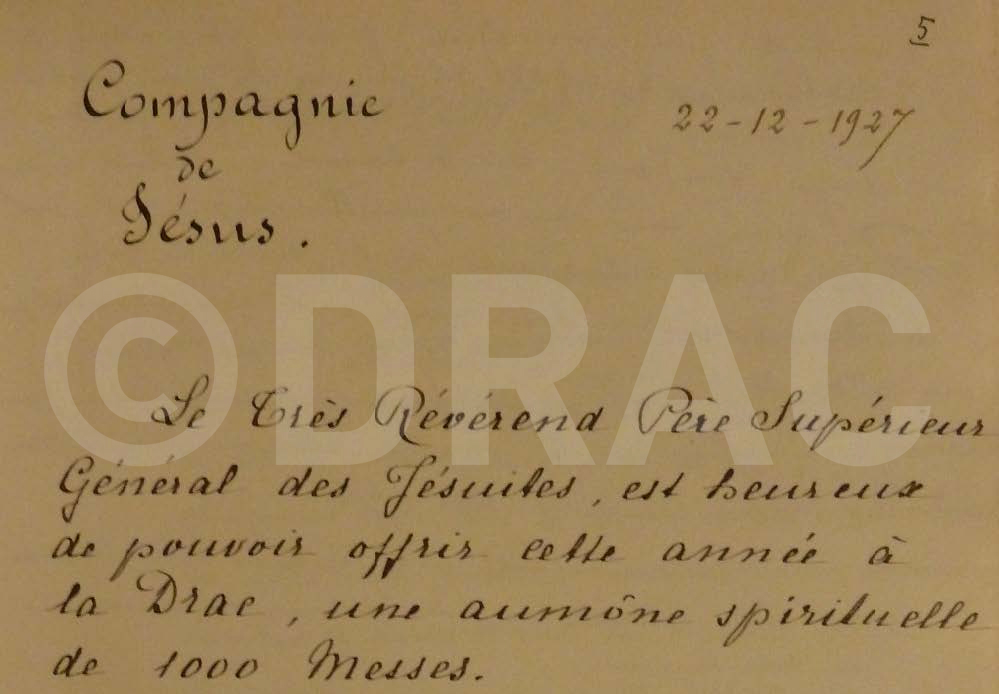 5
Compagnie
de
Jésus.
22-12-1927
©DRAC
Le Très Révérend Père Supérieur
Général des Jésuites, est heureux
de pouvoir offrir cette année à
la Drac, une aumône spirituelle
de 1000 Messes.